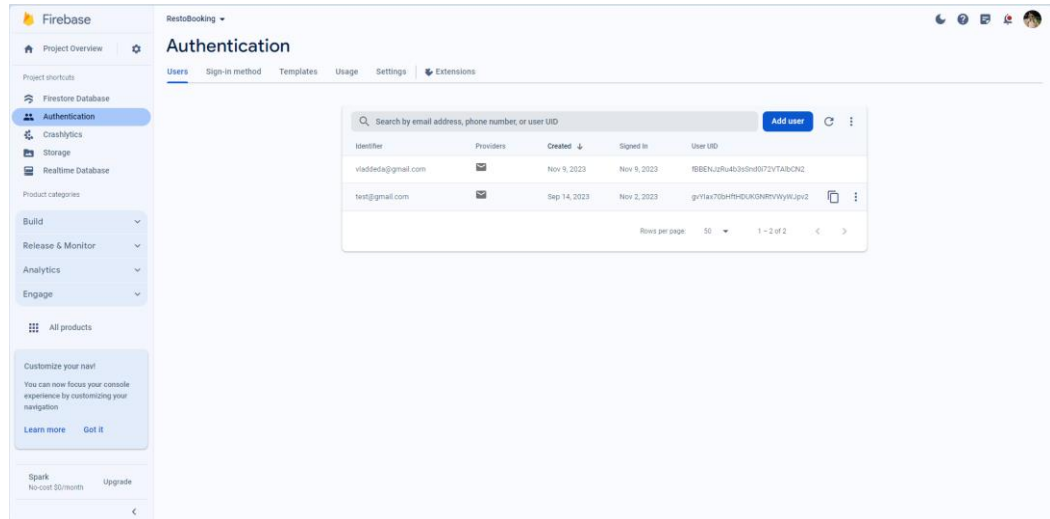 Firebase
Project Overview
Project shortcuts
Firestore Database
Authentication
Crashlytics
Storage
Realtime Database
Product categories
Build
Release & Monitor
Analytics
Engage
All products
Customize your nav!
You can now focus your console
experience by customizing your
navigation
Learn more Got it
Spark
No-cost $0/month
Upgrade
RestoBooking
Authentication
Users Sign-in method Templates Usage Settings Extensions
Search by email address, phone number, or user UID
Add user
Identifier Providers Created Signed In User UID
vladdeda@gmail.com Nov 9, 2023 Nov 9, 2023
test@gmail.com Sep 14, 2023 Nov 2, 2023
Rows per page: 50 1 – 2 of 2